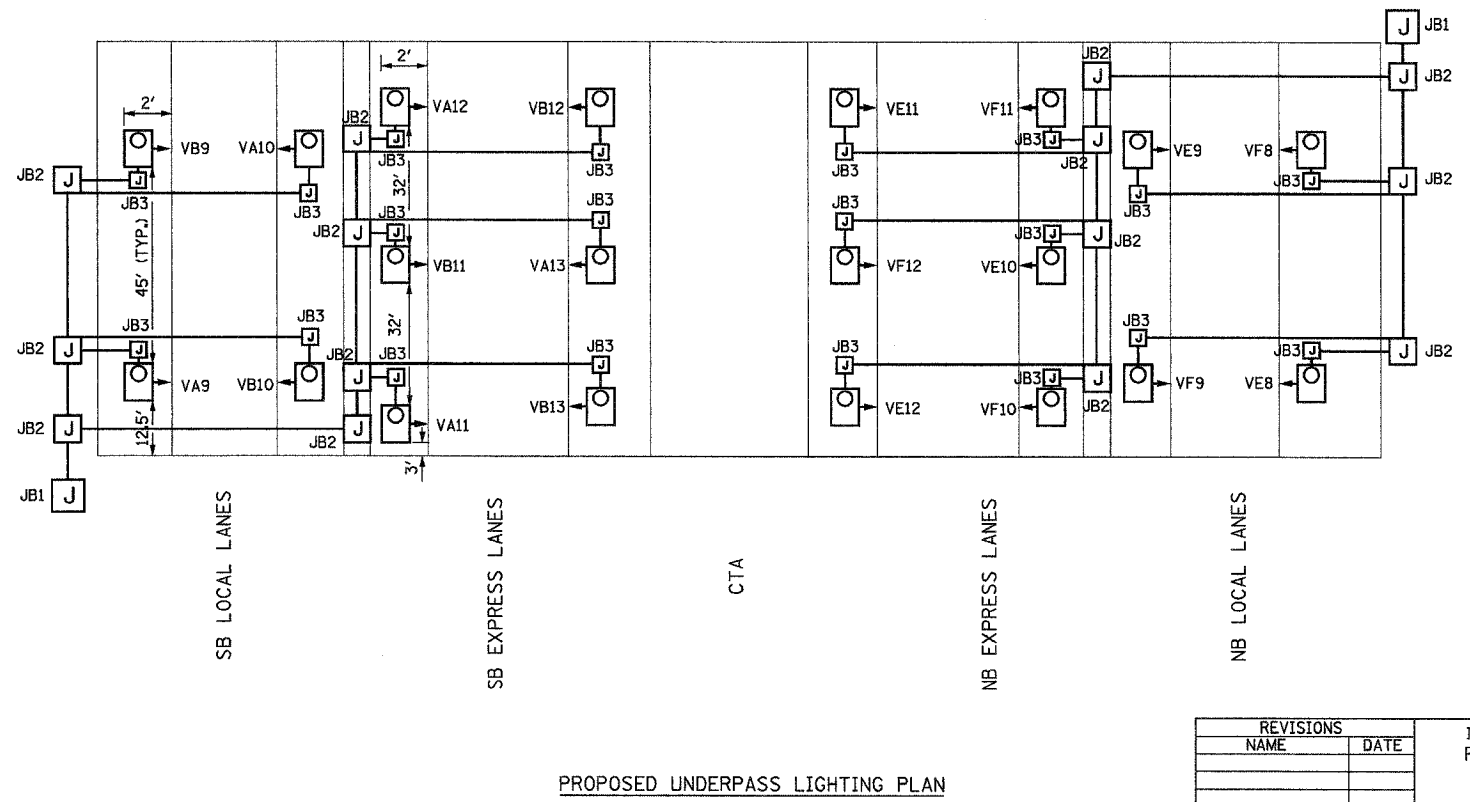 J JB1
2'
JB2
J JB2
2'
VA12 VB12
VE11 VF11
J
VB9 VA10
JB2
J J JB3 J JB3
J JB3 J JB3 J JB2
VE9 VF8
JB2 J
J JB3
J JB3
32'
JB3 J
J JB2
J JB3
45' (TYP.)
JB3
JB3
JB3
JB2 J J J
J JB3 J J JB2
VB11 VA13
VF12 VE10
JB3
JB3
32'
JB3
JB2 J J J
JB2 JB3 JB3
JB3
JB3 J
J J J
J JB3 J J JB2
JB3 J J JB2
VA9 VB10
VB13
VE12 VF10
VF9 VE8
12.5'
JB2 J
JB2 J
VA11
3'
JB1 J
SB LOCAL LANES
SB EXPRESS LANES
CTA
NB EXPRESS LANES
NB LOCAL LANES
PROPOSED UNDERPASS LIGHTING PLAN
REVISIONS
NAME DATE